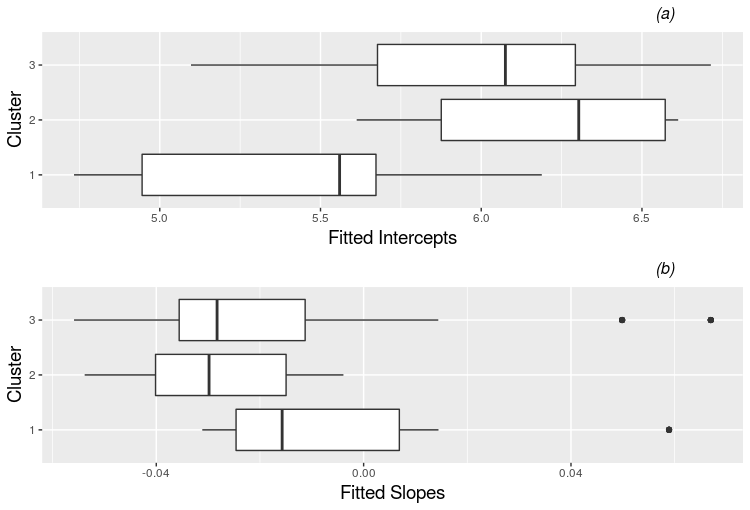 (a)
Cluster
3
2
1
5.0 5.5 6.0 6.5
Fitted Intercepts
(b)
Cluster
3
2
1
-0.04 0.00 0.04
Fitted Slopes